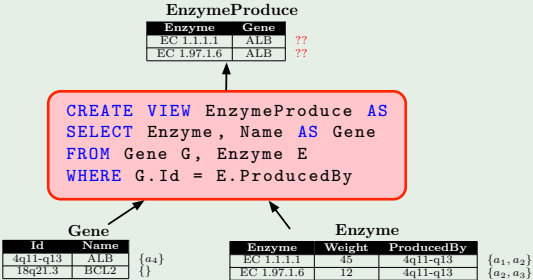 EnzymeProduce
Enzyme Gene
EC 1.1.1.1 ALB ??
EC 1.97.1.6 ALB ??
CREATE VIEW EnzymeProduce AS
SELECT Enzyme, Name AS Gene
FROM Gene G, Enzyme E
WHERE G.Id = E.ProducedBy
Gene
Id Name
4q11-q13 ALB {a₄}
18q21.3 BCL2 {}
Enzyme
Enzyme Weight ProducedBy
EC 1.1.1.1 45 4q11-q13 {a₁, a₂}
EC 1.97.1.6 12 4q11-q13 {a₂, a₃}